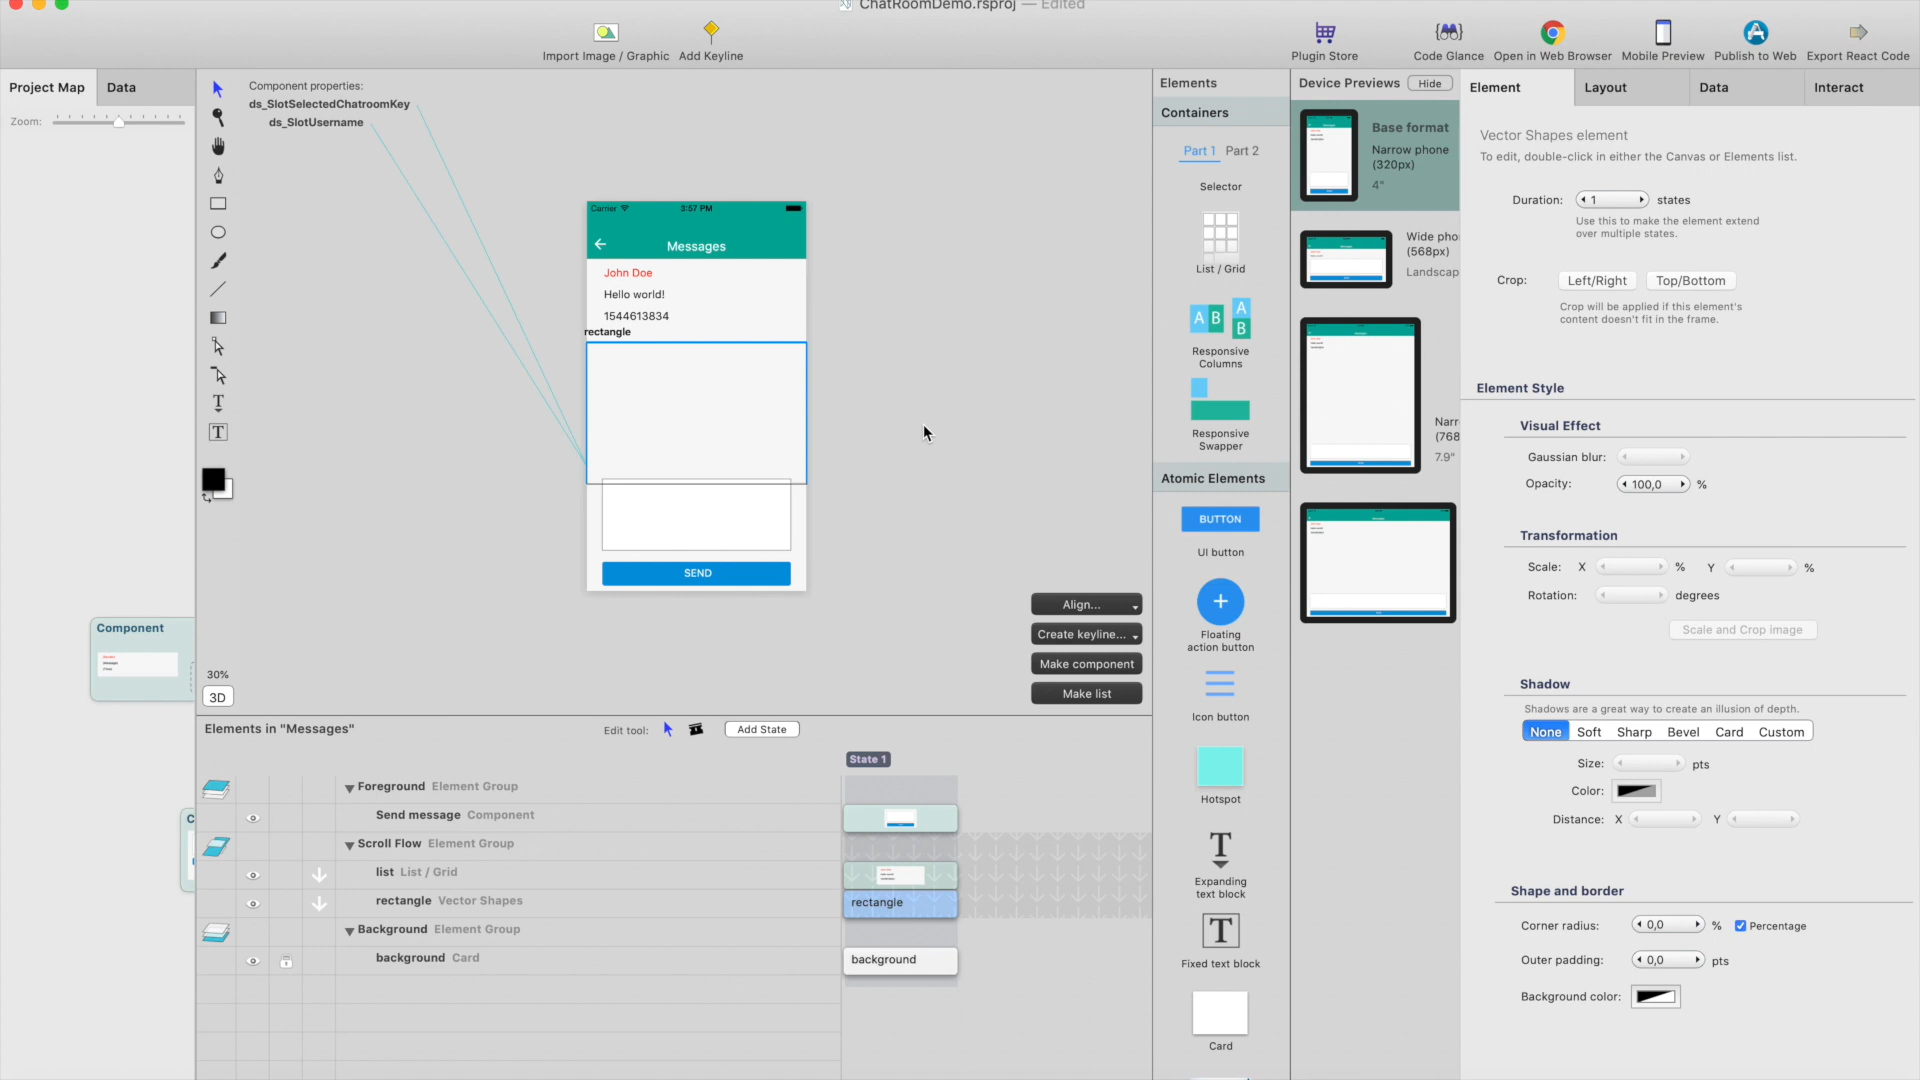 ChatRoomDemo.rsproj — Edited
Import Image / Graphic
Add Keyline
Plugin Store
Code Glance
Open in Web Browser
Mobile Preview
Publish to Web
Export React Code
Project Map
Data
Zoom:
Component
Component properties:
ds_SlotSelectedChatroomKey
ds_SlotUsername
Carrier
3:57 PM
Messages
John Doe
Hello world!
1544613834
rectangle
SEND
30%
3D
Align...
Create keyline...
Make component
Make list
Elements
Containers
Part 1
Part 2
Selector
List / Grid
A B
A
B
Responsive
Columns
Responsive
Swapper
Atomic Elements
BUTTON
UI button
Floating
action button
Icon button
Hotspot
T
Expanding
text block
T
Fixed text block
Card
Device Previews
Hide
Base format
Narrow phone
(320px)
4"
Wide pho
(568px)
Landscap
Narr
(768
7.9"
Element
Layout
Data
Interact
Vector Shapes element
To edit, double-click in either the Canvas or Elements list.
Duration:
1
states
Use this to make the element extend
over multiple states.
Crop:
Left/Right
Top/Bottom
Crop will be applied if this element's
content doesn't fit in the frame.
Element Style
Visual Effect
Gaussian blur:
Opacity:
100,0
%
Transformation
Scale:
X
%
Y
%
Rotation:
degrees
Scale and Crop image
Shadow
Shadows are a great way to create an illusion of depth.
None
Soft
Sharp
Bevel
Card
Custom
Size:
pts
Color:
Distance:
X
Y
Shape and border
Corner radius:
0,0
%
Percentage
Outer padding:
0,0
pts
Background color:
Elements in "Messages"
Edit tool:
Add State
State 1
Foreground Element Group
Send message Component
Scroll Flow Element Group
list List / Grid
rectangle Vector Shapes
rectangle
Background Element Group
background Card
background